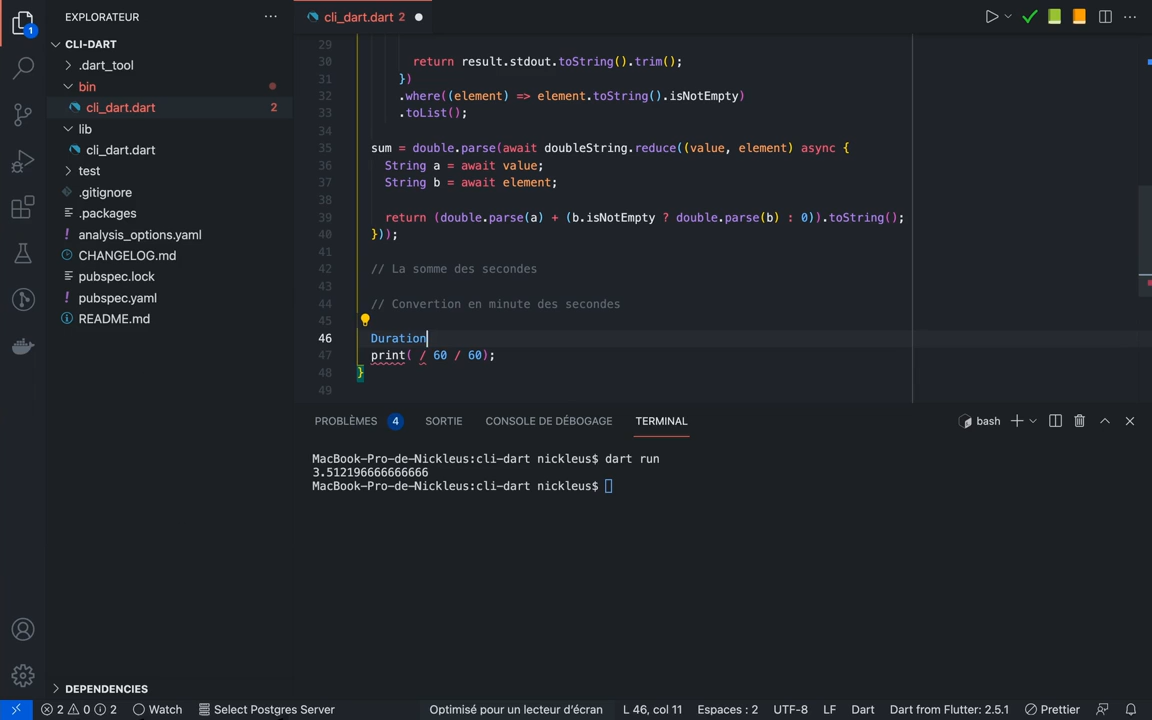 EXPLORATEUR
CLI-DART
.dart_tool
bin
cli_dart.dart 2
lib
cli_dart.dart
test
.gitignore
.packages
analysis_options.yaml
CHANGELOG.md
pubspec.lock
pubspec.yaml
README.md
DEPENDENCIES
1
cli_dart.dart 2
29
30 return result.stdout.toString().trim();
31 })
32 .where((element) => element.toString().isNotEmpty)
33 .toList();
34
35 sum = double.parse(await doubleString.reduce((value, element) async {
36 String a = await value;
37 String b = await element;
38
39 return (double.parse(a) + (b.isNotEmpty ? double.parse(b) : 0)).toString();
40 }));
41
42 // La somme des secondes
43
44 // Convertion en minute des secondes
45
46 Duration
47 print( / 60 / 60);
48 }
49
PROBLÈMES 4 SORTIE CONSOLE DE DÉBOGAGE TERMINAL bash
MacBook-Pro-de-Nickleus:cli-dart nickleus$ dart run
3.512196666666666
MacBook-Pro-de-Nickleus:cli-dart nickleus$
2 0 2 Watch Select Postgres Server Optimisé pour un lecteur d'écran L 46, col 11 Espaces : 2 UTF-8 LF Dart Dart from Flutter: 2.5.1 Prettier